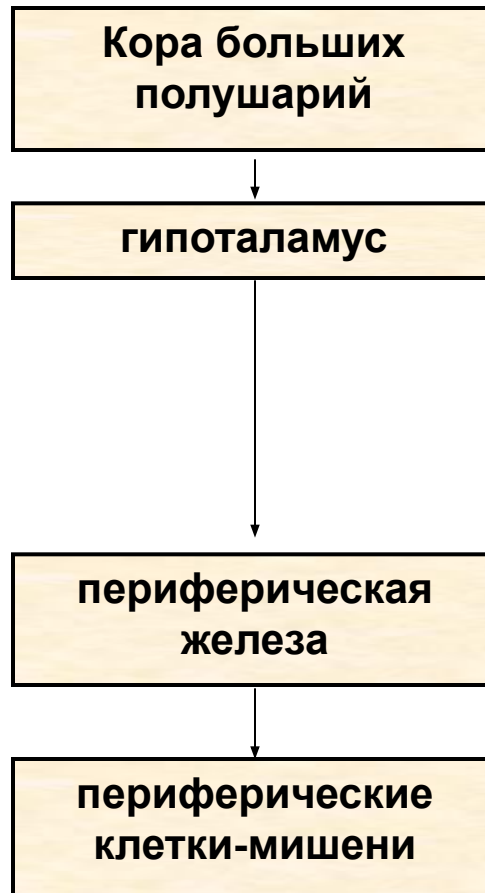 Кора больших
полушарий
гипоталамус
периферическая
железа
периферические
клетки-мишени